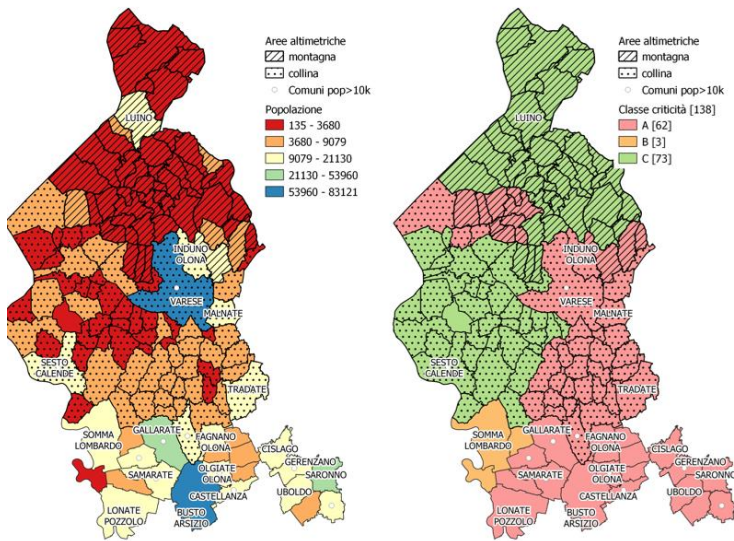 Aree altimetriche
montagna
collina
Comuni pop>10k
Popolazione
135 - 3680
3680 - 9079
9079 - 21130
21130 - 53960
53960 - 83121
LUINO
INDUNO
OLONA
VARESE
MALNATE
SESTO
CALENDE
TRADATE
SOMMA
LOMBARDO
GALLARATE
FAGNANO
OLONA
CISLAGO
GERENZANO
SARONNO
SAMARATE
OLGIATE
OLONA
UBOLDO
CASTELLANZA
LONATE
POZZOLO
BUSTO
ARSIZIO
Aree altimetriche
montagna
collina
Comuni pop>10k
Classe criticità [138]
A [62]
B [3]
C [73]
LUINO
INDUNO
OLONA
VARESE
MALNATE
SESTO
CALENDE
TRADATE
SOMMA
LOMBARDO
GALLARATE
FAGNANO
OLONA
CISLAGO
GERENZANO
SARONNO
SAMARATE
OLGIATE
OLONA
UBOLDO
CASTELLANZA
LONATE
POZZOLO
BUSTO
ARSIZIO